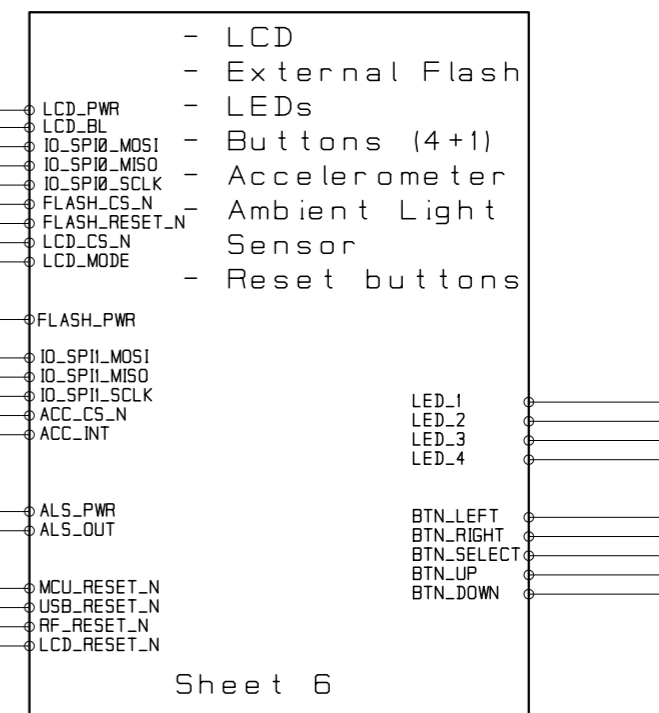 - LCD
- External Flash
- LEDs
- Buttons (4+1)
- Accelerometer
- Ambient Light
Sensor
- Reset buttons
LCD_PWR
LCD_BL
IO_SPI0_MOSI
IO_SPI0_MISO
IO_SPI0_SCLK
FLASH_CS_N
FLASH_RESET_N
LCD_CS_N
LCD_MODE
FLASH_PWR
IO_SPI1_MOSI
IO_SPI1_MISO
IO_SPI1_SCLK
ACC_CS_N
ACC_INT
ALS_PWR
ALS_OUT
MCU_RESET_N
USB_RESET_N
RF_RESET_N
LCD_RESET_N
LED_1
LED_2
LED_3
LED_4
BTN_LEFT
BTN_RIGHT
BTN_SELECT
BTN_UP
BTN_DOWN
Sheet 6